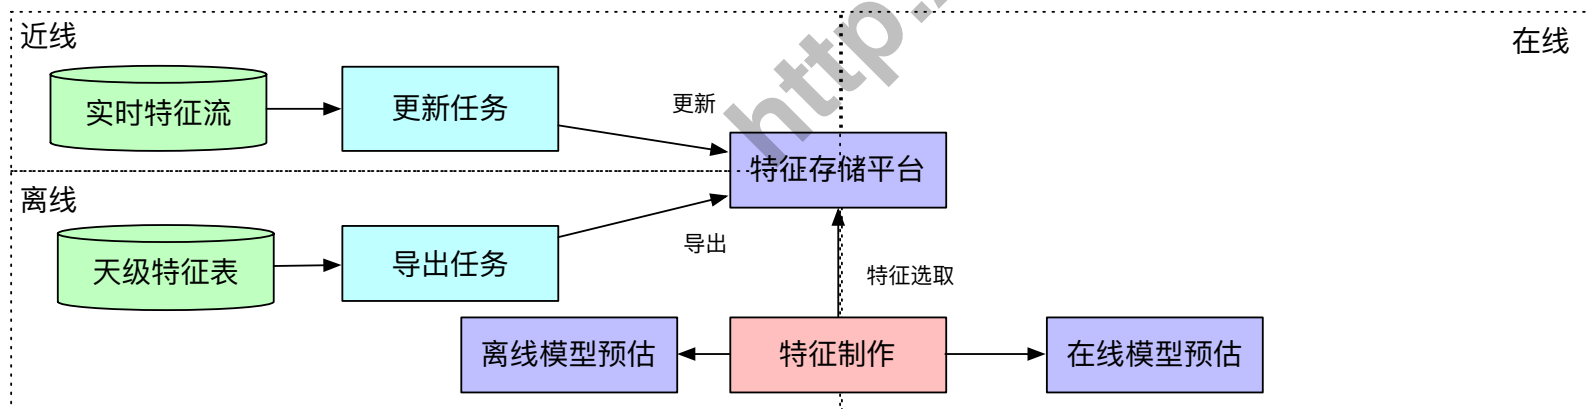 近线
在线
实时特征流
更新任务
更新
http:
特征存储平台
离线
天级特征表
导出任务
导出
特征选取
离线模型预估
特征制作
在线模型预估